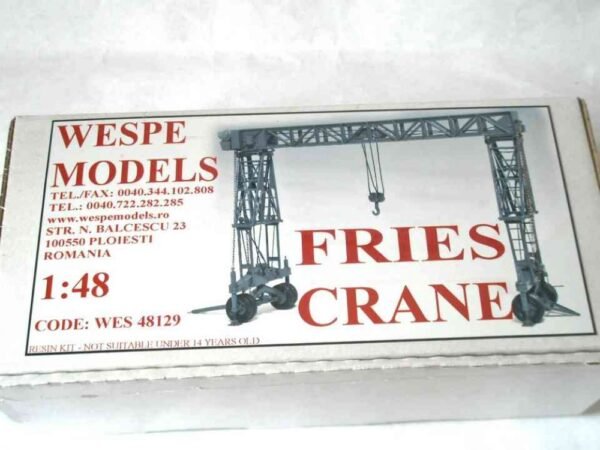 WESPE
MODELS
TEL./FAX: 0040.344.102.808
TEL.: 0040.722.282.285
www.wespemodels.ro
STR. N. BALCESCU 23
100550 PLOIESTI
ROMANIA
1:48
CODE: WES 48129
FRIES
CRANE
RESIN KIT - NOT SUITABLE UNDER 14 YEARS OLD